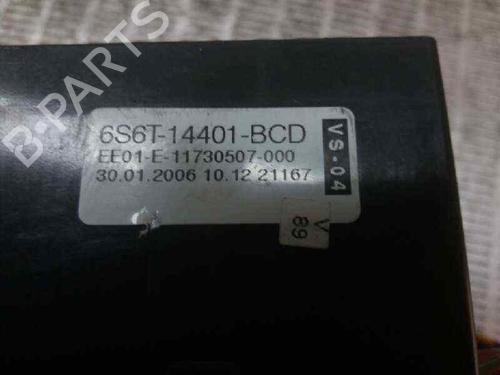 B-PARTS
6S6T-14401-BCD
EE01-E-11730507-000
30.01.2006 10.12 21167
VS-04
V
89